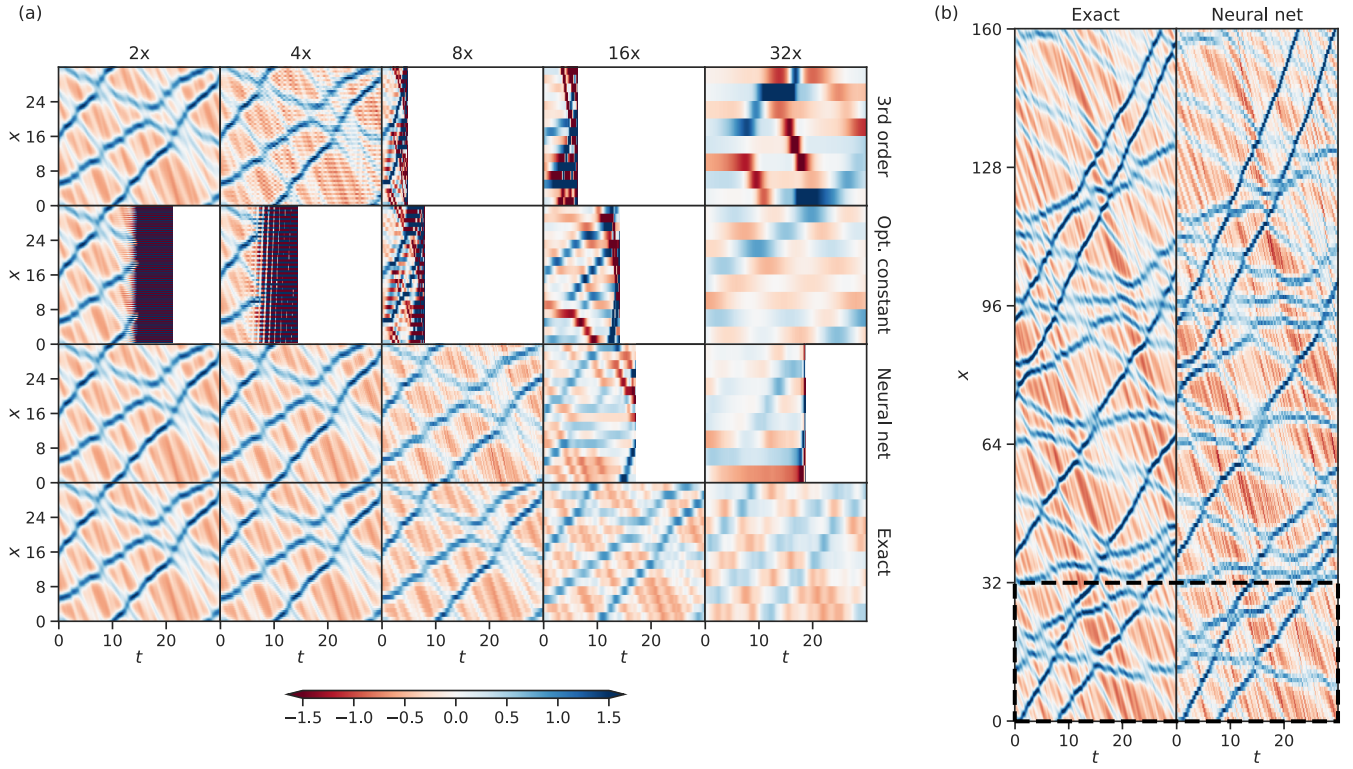 (a)
2x 4x 8x 16x 32x
24
16
8
0
x
3rd order
24
16
8
0
x
Opt. constant
24
16
8
0
x
Neural net
24
16
8
0
x
Exact
0 10 20 0 10 20 0 10 20 0 10 20 0 10 20
t t t t t
−1.5 −1.0 −0.5 0.0 0.5 1.0 1.5
(b)
Exact Neural net
160
128
96
x
64
32
0
0 10 20 0 10 20
t t